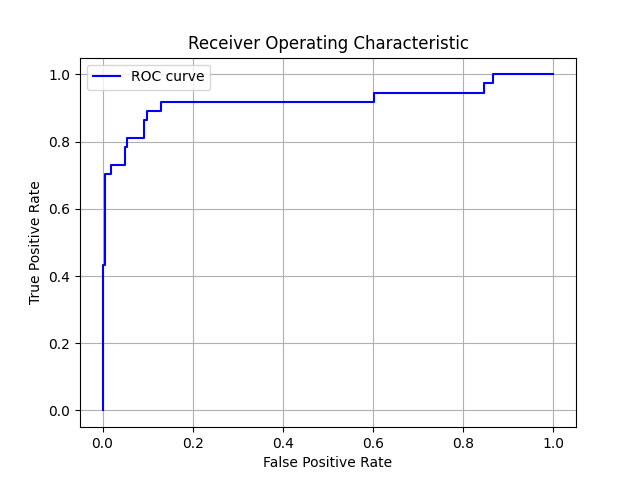 Receiver Operating Characteristic
ROC curve
True Positive Rate
1.0
0.8
0.6
0.4
0.2
0.0
0.0 0.2 0.4 0.6 0.8 1.0
False Positive Rate